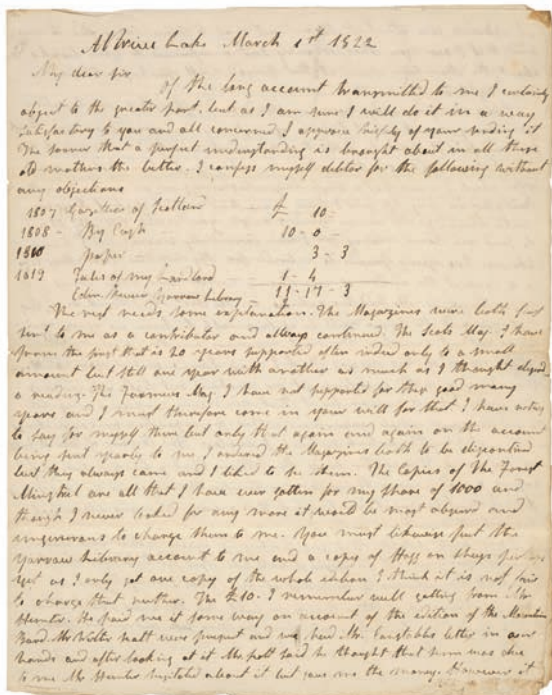 Altrive Lake March 1st 1822
My dear sir
Of the long account transmitted to me I certainly
object to the greater part, but as I am sure I will do it in a way
satisfactory to you and all concerned I approve highly of your sending it
The sooner that a perfect understanding is brought about in all these
old matters the better. I confess myself debtor for the following without
any objections
1807 Gazetteer of Scotland £ 10
1808 - By Cash 10 - 0 -
1810 paper 3 - 3
1819 Tales of my Landlord 1 - 4
Edin Review Yarrow Library 11 - 17 - 3
The rest needs some explanation. The Magazines were both first
sent to me as a contributor and always continued. The Scots Mag. I have
from the first that is 20 years supported often indeed only to a small
amount but still one year with another as much as I thought
a reading. The Farmers Mag. I have not supported for these good many
years and I must therefore come in your will for that. I have
to say for myself there but only that again and again on the account
being sent yearly to me I ordered the Magazines both to be discontinued
but they always came and I liked to see them. The Copies of The Forest
Minstrel are all that I have ever gotten for my share of 1000 and
though I never looked for any more it would be most absurd and
ungenerous to charge them to me. You must likewise put the
Yarrow Library account to me and a copy of Hogg on sheep perhaps
yet as I only got one copy of the whole edition I think it is not fair
to charge that neither. The £10- I remember well getting from Mr
Hunter. He paid me it some way on account of the edition of the Mountain
Bard. Mr Walter Scott were present and we had Mr. Constables letter in our
hands and after looking at it Mr Scott said he thought that sum was due
to me Mr Hunter hesitated about it but gave me the money. However it